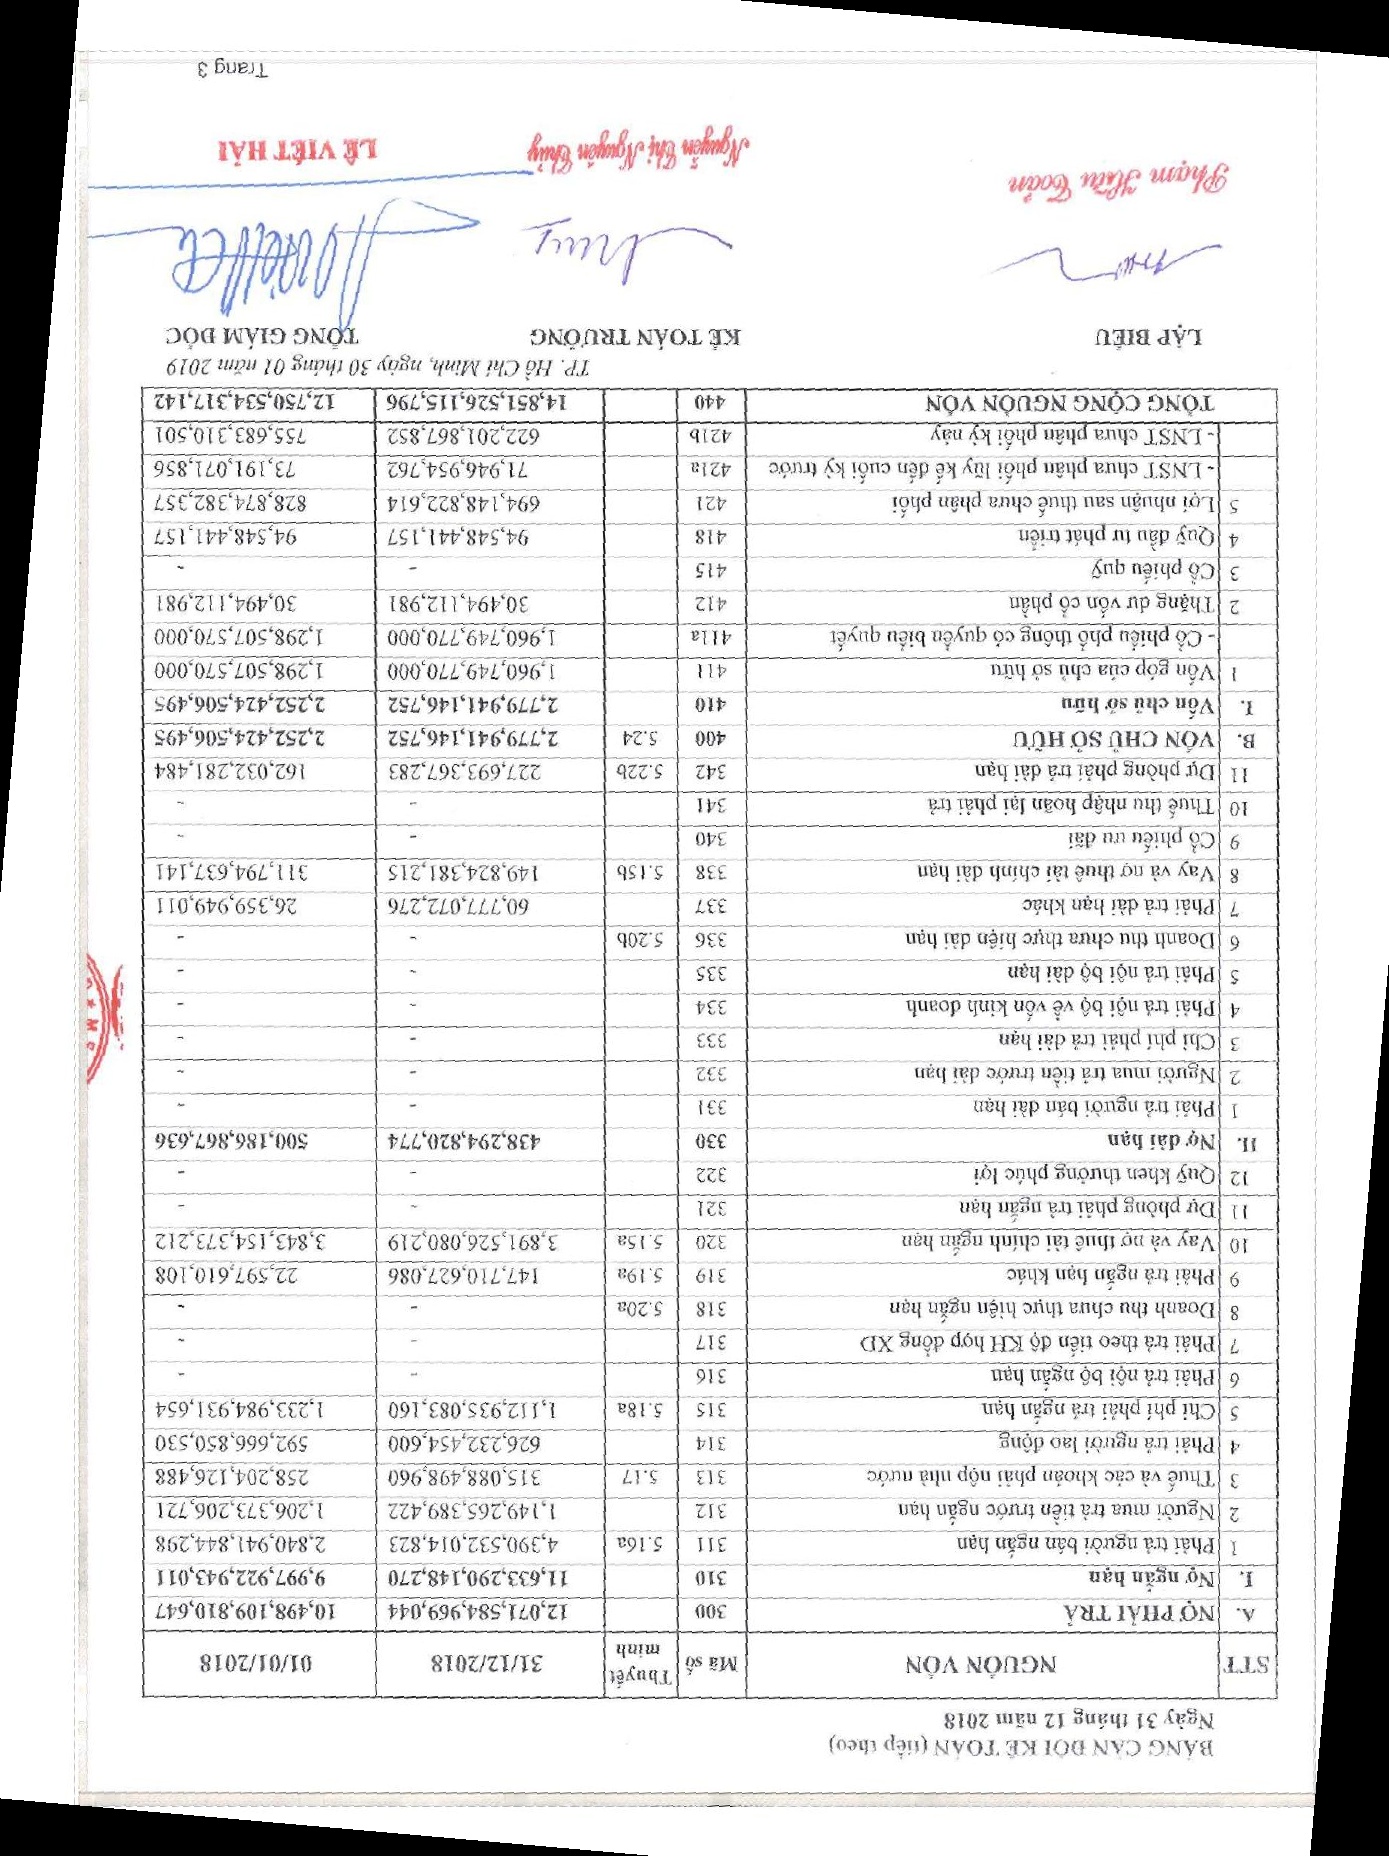 BẢNG CÂN ĐỐI KẾ TOÁN (tiếp theo)
Ngày 31 tháng 12 năm 2018
STT NGUỒN VỐN Mã số Thuyết minh 31/12/2018 01/01/2018
A. NỢ PHẢI TRẢ 300 12,071,584,969,044 10,498,109,810,647
I. Nợ ngắn hạn 310 11,633,290,148,270 9,997,922,943,011
1 Phải trả người bán ngắn hạn 311 5.16a 4,390,532,014,823 2,840,941,844,298
2 Người mua trả tiền trước ngắn hạn 312 1,149,265,389,422 1,206,373,206,721
3 Thuế và các khoản phải nộp nhà nước 313 5.17 315,088,498,960 258,204,126,488
4 Phải trả người lao động 314 626,232,454,600 592,666,850,530
5 Chi phí phải trả ngắn hạn 315 5.18a 1,112,935,083,160 1,233,984,931,654
6 Phải trả nội bộ ngắn hạn 316 - -
7 Phải trả theo tiến độ KH hợp đồng XD 317 - -
8 Doanh thu chưa thực hiện ngắn hạn 318 5.20a - -
9 Phải trả ngắn hạn khác 319 5.19a 147,710,627,086 22,597,610,108
10 Vay và nợ thuê tài chính ngắn hạn 320 5.15a 3,891,526,080,219 3,843,154,373,212
11 Dự phòng phải trả ngắn hạn 321 - -
12 Quỹ khen thưởng phúc lợi 322 - -
II. Nợ dài hạn 330 438,294,820,774 500,186,867,636
1 Phải trả người bán dài hạn 331 - -
2 Người mua trả tiền trước dài hạn 332 - -
3 Chi phí phải trả dài hạn 333 - -
4 Phải trả nội bộ về vốn kinh doanh 334 - -
5 Phải trả nội bộ dài hạn 335 - -
6 Doanh thu chưa thực hiện dài hạn 336 5.20b - -
7 Phải trả dài hạn khác 337 60,777,072,276 26,359,949,011
8 Vay và nợ thuê tài chính dài hạn 338 5.15b 149,824,381,215 311,794,637,141
9 Cổ phiếu ưu đãi 340 - -
10 Thuế thu nhập hoãn lại phải trả 341 - -
11 Dự phòng phải trả dài hạn 342 5.22b 227,693,367,283 162,032,281,484
B. VỐN CHỦ SỞ HỮU 400 5.24 2,779,941,146,752 2,252,424,506,495
I. Vốn chủ sở hữu 410 2,779,941,146,752 2,252,424,506,495
1 Vốn góp của chủ sở hữu 411 1,960,749,770,000 1,298,507,570,000
- Cổ phiếu phổ thông có quyền biểu quyết 411a 1,960,749,770,000 1,298,507,570,000
2 Thặng dư vốn cổ phần 412 30,494,112,981 30,494,112,981
3 Cổ phiếu quỹ 415 - -
4 Quỹ đầu tư phát triển 418 94,548,441,157 94,548,441,157
5 Lợi nhuận sau thuế chưa phân phối 421 694,148,822,614 828,874,382,357
- LNST chưa phân phối lũy kế đến cuối kỳ trước 421a 71,946,954,762 73,191,071,856
- LNST chưa phân phối kỳ này 421b 622,201,867,852 755,683,310,501
TỔNG CỘNG NGUỒN VỐN 440 14,851,526,115,796 12,750,534,317,142
TP. Hồ Chí Minh, ngày 30 tháng 01 năm 2019
LẬP BIỂU KẾ TOÁN TRƯỞNG TỔNG GIÁM ĐỐC
Phạm Hữu Toản Nguyễn Thị Nguyên Thủy LÊ VIẾT HẢI
Trang 3